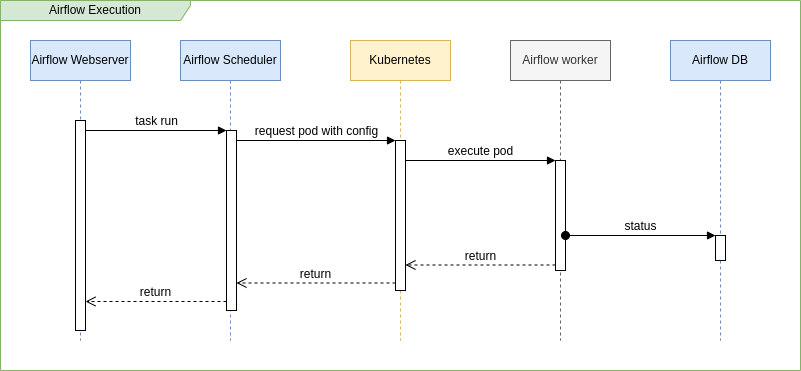 Airflow Execution
Airflow Webserver
Airflow Scheduler
Kubernetes
Airflow worker
Airflow DB
task run
request pod with config
execute pod
status
return
return
return